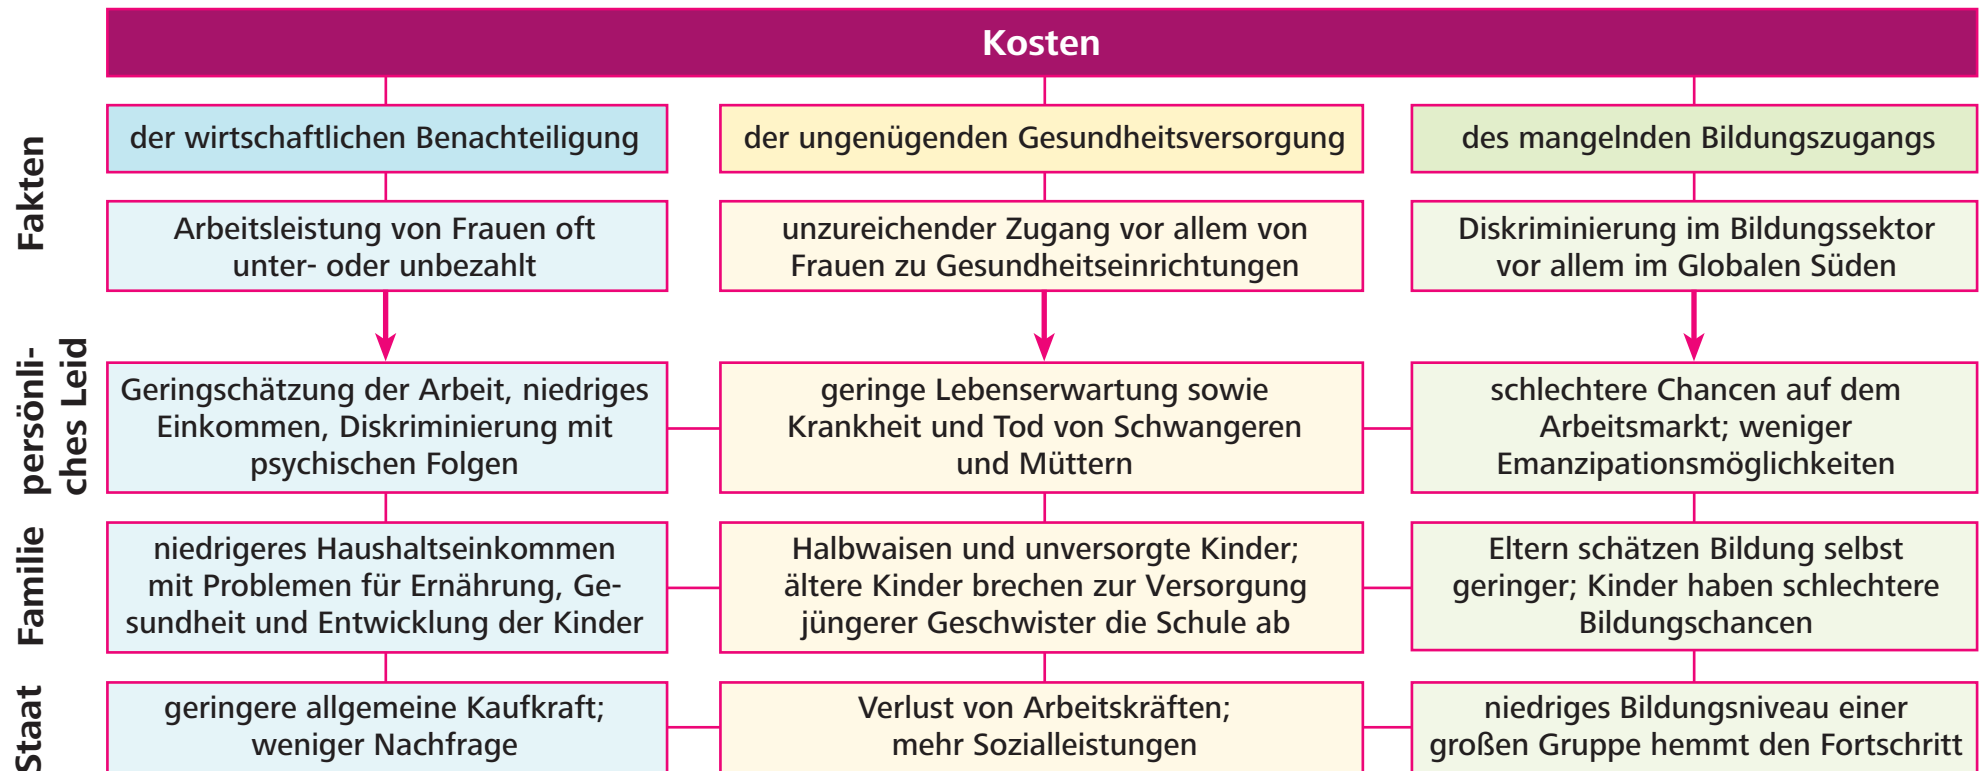 Kosten
Fakten
der wirtschaftlichen Benachteiligung
der ungenügenden Gesundheitsversorgung
des mangelnden Bildungszugangs
Arbeitsleistung von Frauen oft
unter- oder unbezahlt
unzureichender Zugang vor allem von
Frauen zu Gesundheitseinrichtungen
Diskriminierung im Bildungssektor
vor allem im Globalen Süden
persönli-
ches Leid
Geringschätzung der Arbeit, niedriges
Einkommen, Diskriminierung mit
psychischen Folgen
geringe Lebenserwartung sowie
Krankheit und Tod von Schwangeren
und Müttern
schlechtere Chancen auf dem
Arbeitsmarkt; weniger
Emanzipationsmöglichkeiten
Familie
niedrigeres Haushaltseinkommen
mit Problemen für Ernährung, Ge-
sundheit und Entwicklung der Kinder
Halbwaisen und unversorgte Kinder;
ältere Kinder brechen zur Versorgung
jüngerer Geschwister die Schule ab
Eltern schätzen Bildung selbst
geringer; Kinder haben schlechtere
Bildungschancen
Staat
geringere allgemeine Kaufkraft;
weniger Nachfrage
Verlust von Arbeitskräften;
mehr Sozialleistungen
niedriges Bildungsniveau einer
großen Gruppe hemmt den Fortschritt